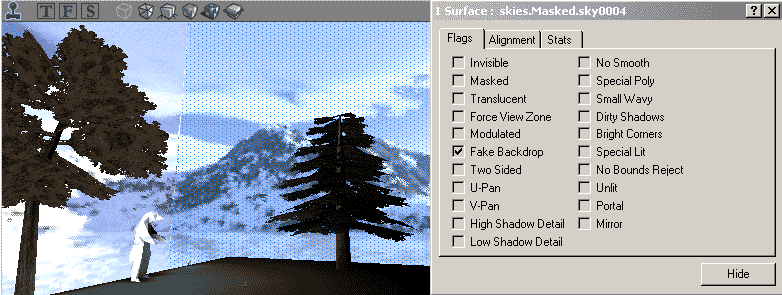 T F S
1 Surface : skies.Masked.sky0004
Flags Alignment Stats
Invisible
Masked
Translucent
Force View Zone
Modulated
Fake Backdrop
Two Sided
U-Pan
V-Pan
High Shadow Detail
Low Shadow Detail
No Smooth
Special Poly
Small Wavy
Dirty Shadows
Bright Corners
Special Lit
No Bounds Reject
Unlit
Portal
Mirror
Hide